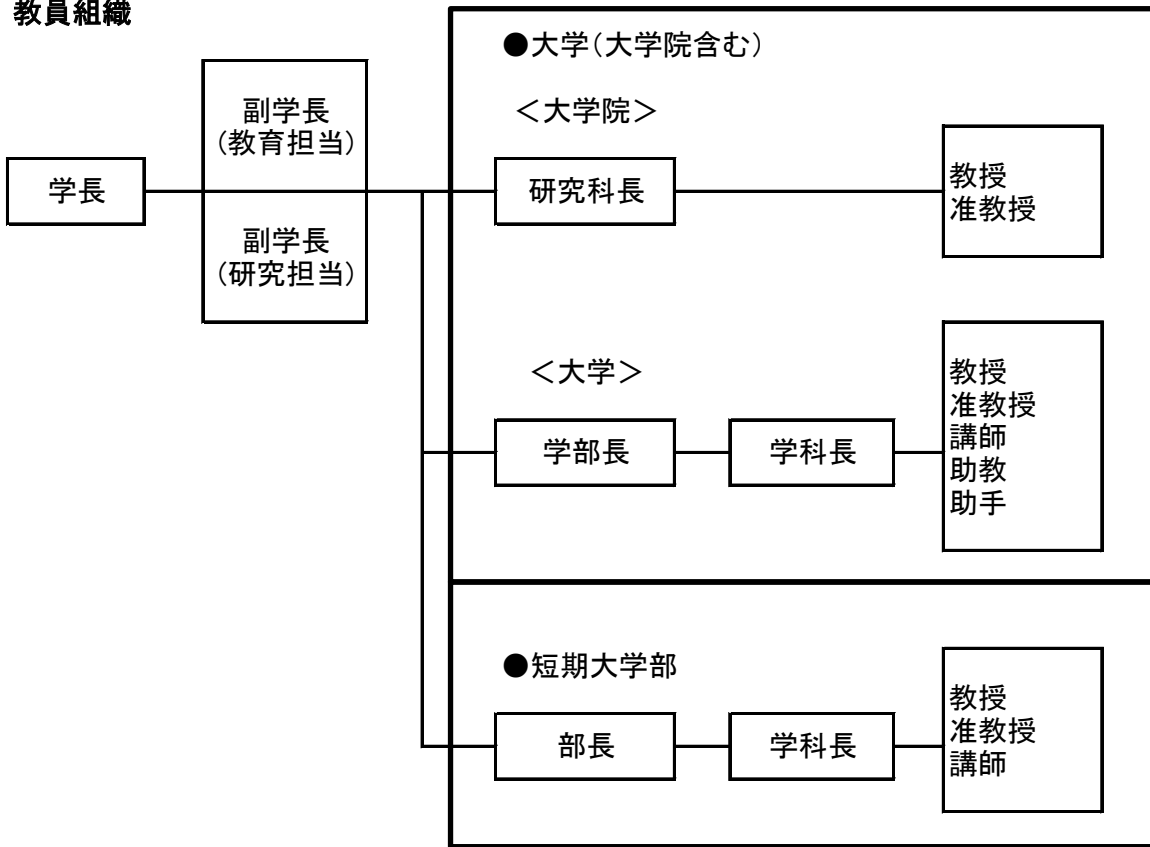 教員組織
●大学(大学院含む)
副学長
(教育担当)
<大学院>
学長
研究科長
教授
准教授
副学長
(研究担当)
<大学>
学部長
学科長
教授
准教授
講師
助教
助手
●短期大学部
部長
学科長
教授
准教授
講師